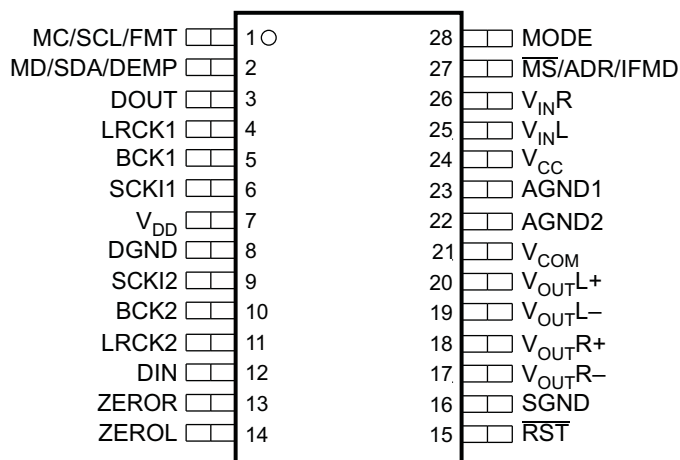 MC/SCL/FMT 1 28 MODE
MD/SDA/DEMP 2 27 M̅S̅/ADR/IFMD
DOUT 3 26 VINR
LRCK1 4 25 VINL
BCK1 5 24 VCC
SCKI1 6 23 AGND1
VDD 7 22 AGND2
DGND 8 21 VCOM
SCKI2 9 20 VOUTL+
BCK2 10 19 VOUTL–
LRCK2 11 18 VOUTR+
DIN 12 17 VOUTR–
ZEROR 13 16 SGND
ZEROL 14 15 R̅S̅T̅